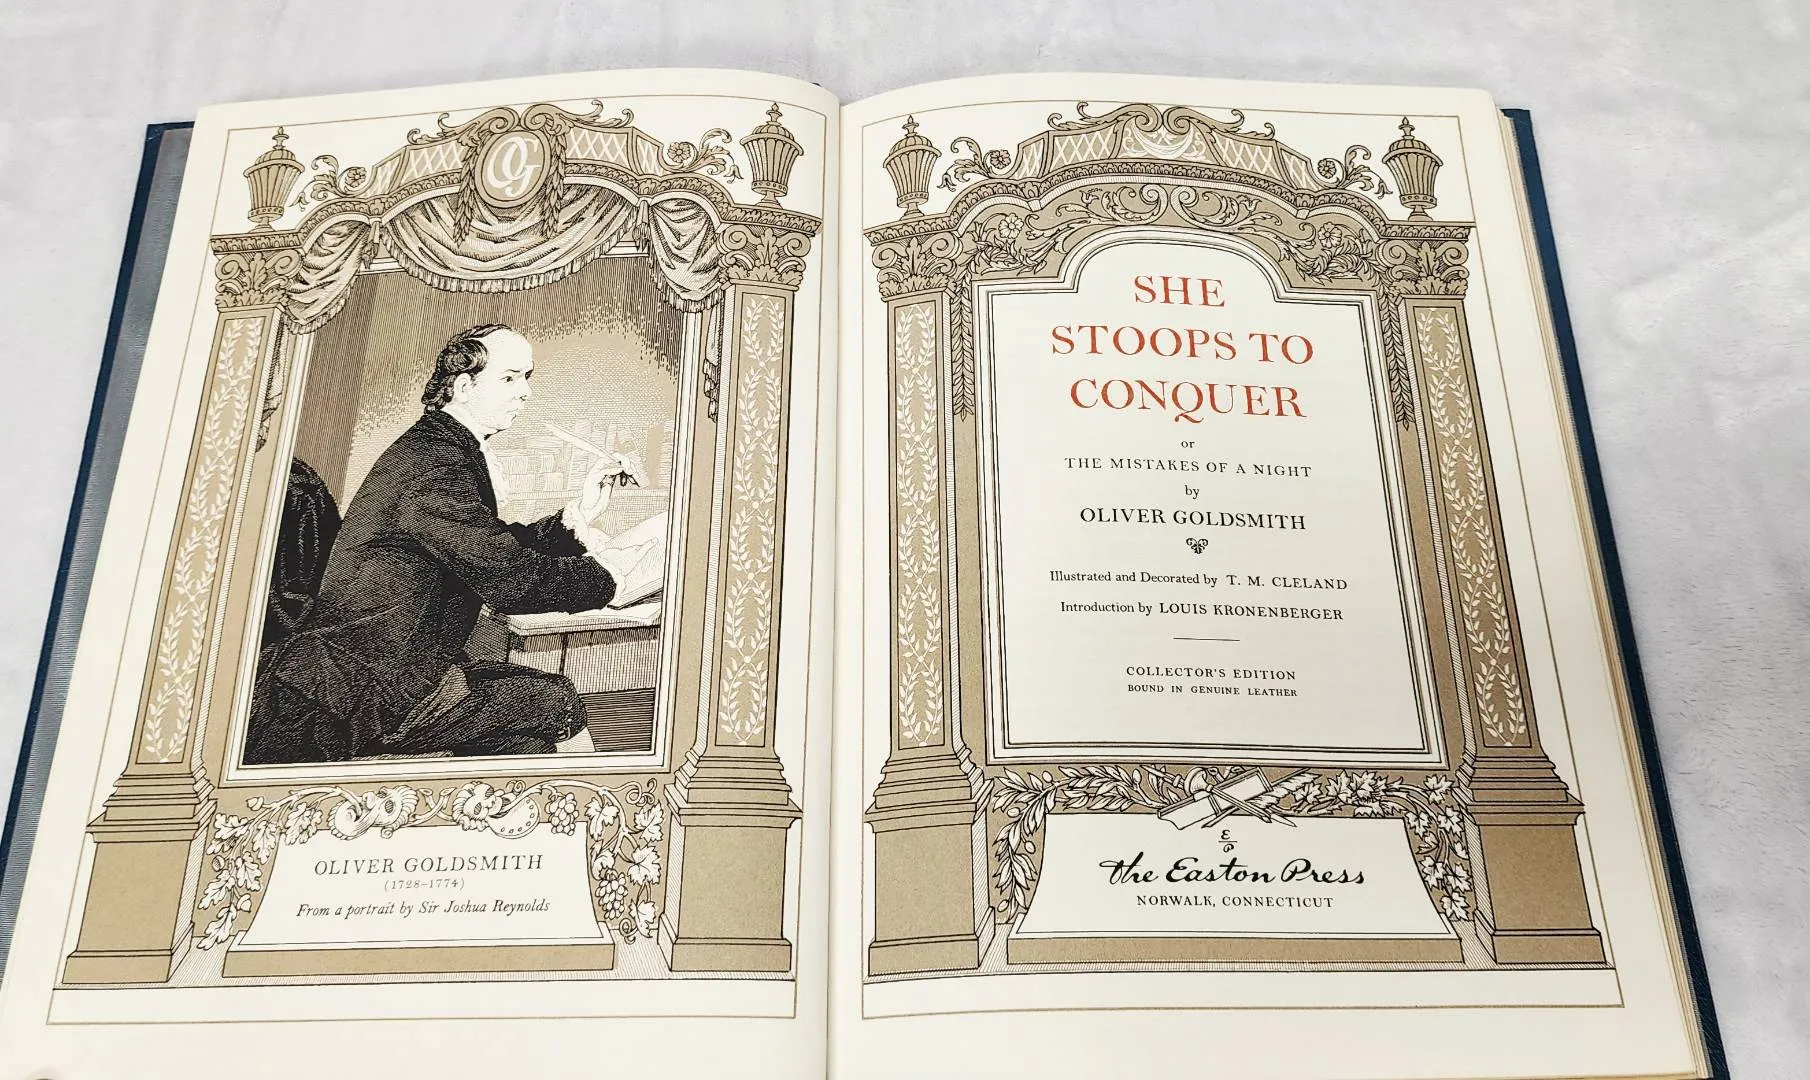 OG
OLIVER GOLDSMITH
(1728-1774)
From a portrait by Sir Joshua Reynolds
SHE
STOOPS TO
CONQUER
or
THE MISTAKES OF A NIGHT
by
OLIVER GOLDSMITH
Illustrated and Decorated by T. M. CLELAND
Introduction by LOUIS KRONENBERGER
COLLECTOR'S EDITION
BOUND IN GENUINE LEATHER
E
P
The Easton Press
NORWALK, CONNECTICUT